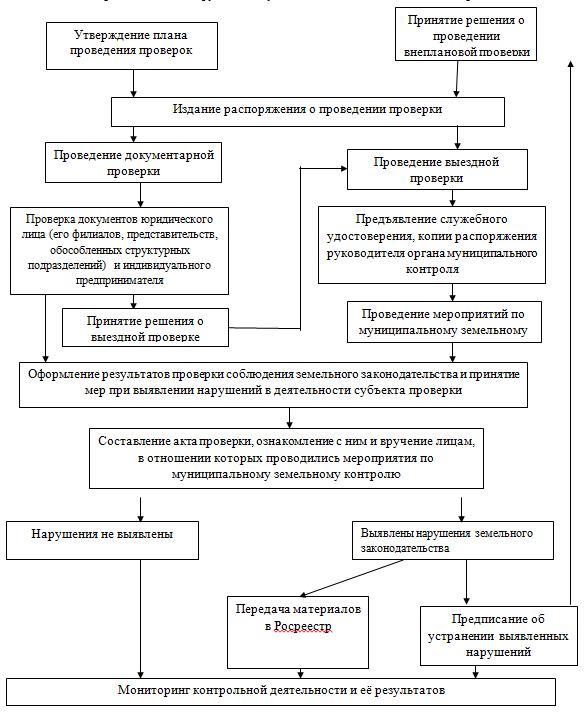 Утверждение плана
проведения проверок
Принятие решения о
проведении
внеплановой проверки
Издание распоряжения о проведении проверки
Проведение документарной
проверки
Проведение выездной
проверки
Проверка документов юридического
лица (его филиалов, представительств,
обособленных структурных
подразделений) и индивидуального
предпринимателя
Предъявление служебного
удостоверения, копии распоряжения
руководителя органа муниципального
контроля
Принятие решения о
выездной проверке
Проведение мероприятий по
муниципальному земельному
Оформление результатов проверки соблюдения земельного законодательства и принятие
мер при выявлении нарушений в деятельности субъекта проверки
Составление акта проверки, ознакомление с ним и вручение лицам,
в отношении которых проводились мероприятия по
муниципальному земельному контролю
Нарушения не выявлены
Выявлены нарушения земельного
законодательства
Передача материалов
в Росреестр
Предписание об
устранении выявленных
нарушений
Мониторинг контрольной деятельности и её результатов